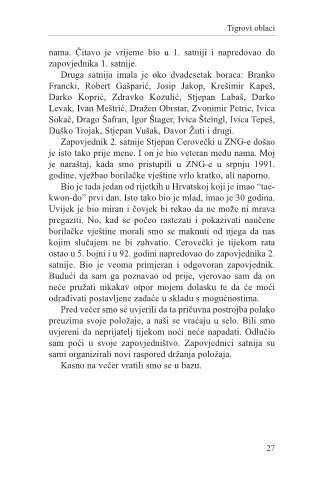 Tigrovi oblaci
nama. Čitavo je vrijeme bio u 1. satniji i napredovao do
zapovjednika 1. satnije.
Druga satnija imala je oko dvadesetak boraca: Branko
Francki, Robert Gašparić, Josip Jakop, Krešimir Kapeš,
Darko Koprić, Zdravko Kozulić, Stjepan Labaš, Darko
Levak, Ivan Meštrić, Dražen Obrstar, Zvonimir Petric, Ivica
Sokač, Drago Šafran, Igor Štager, Ivica Šteingl, Ivica Tepeš,
Duško Trojak, Stjepan Vušak, Davor Žuti i drugi.
Zapovjednik 2. satnije Stjepan Cerovečki u ZNG-e došao
je isto tako prije mene. I on je bio veteran među nama. Moj
je naraštaj, kada smo pristupili u ZNG-e u srpnju 1991.
godine, vježbao borilačke vještine vrlo kratko, ali naporno.
Bio je tada jedan od rijetkih u Hrvatskoj koji je imao “tae-
kwon-do” prvi dan. Isto tako bio je mlad, imao je 30 godina.
Uvijek je bio miran i čovjek bi rekao da ne može ni mrava
pregaziti. No, kad se počeo rastezati i pokazivati naučene
borilačke vještine morali smo se maknuti od njega da nas
kojim slučajem ne bi zahvatio. Cerovečki je tijekom rata
ostao u 5. bojni i u 92. godini napredovao do zapovjednika 2.
satnije. Bio je veoma primjeran i odgovoran zapovjednik.
Budući da sam ga poznavao od prije, vjerovao sam da on
neće pružati nikakav otpor mojem dolasku te da će moći
odrađivati postavljene zadaće u skladu s mogućnostima.
Pred večer smo se uvjerili da ta pričuvna postrojba polako
preuzima svoje položaje, a naši se vraćaju u selo. Bili smo
uvjereni da neprijatelj tijekom noći neće napadati. Odlučio
sam poći u svoje zapovjedništvo. Zapovjednici satnija su
sami organizirali novi raspored držanja položaja.
Kasno na večer vratili smo se u bazu.
27